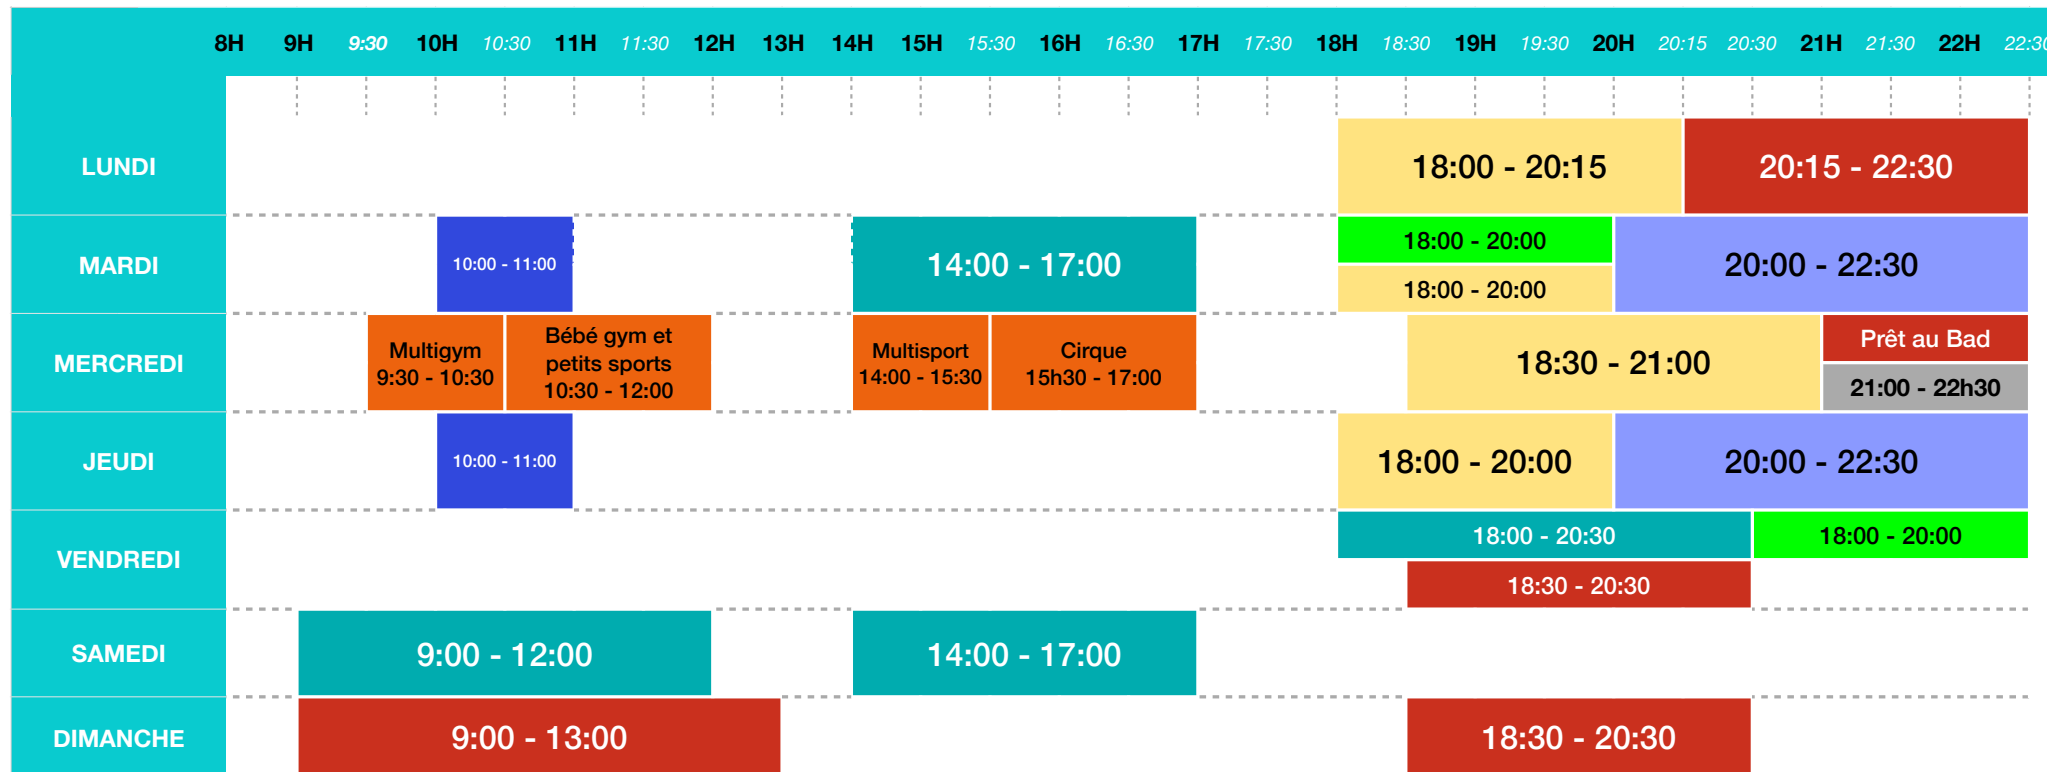 8H 9H 9:30 10H 10:30 11H 11:30 12H 13H 14H 15H 15:30 16H 16:30 17H 17:30 18H 18:30 19H 19:30 20H 20:15 20:30 21H 21:30 22H 22:30
LUNDI
18:00 - 20:15
20:15 - 22:30
MARDI
10:00 - 11:00
14:00 - 17:00
18:00 - 20:00
18:00 - 20:00
20:00 - 22:30
MERCREDI
Multigym
9:30 - 10:30
Bébé gym et
petits sports
10:30 - 12:00
Multisport
14:00 - 15:30
Cirque
15h30 - 17:00
18:30 - 21:00
Prêt au Bad
21:00 - 22h30
JEUDI
10:00 - 11:00
18:00 - 20:00
20:00 - 22:30
VENDREDI
18:00 - 20:30
18:00 - 20:00
18:30 - 20:30
SAMEDI
9:00 - 12:00
14:00 - 17:00
DIMANCHE
9:00 - 13:00
18:30 - 20:30